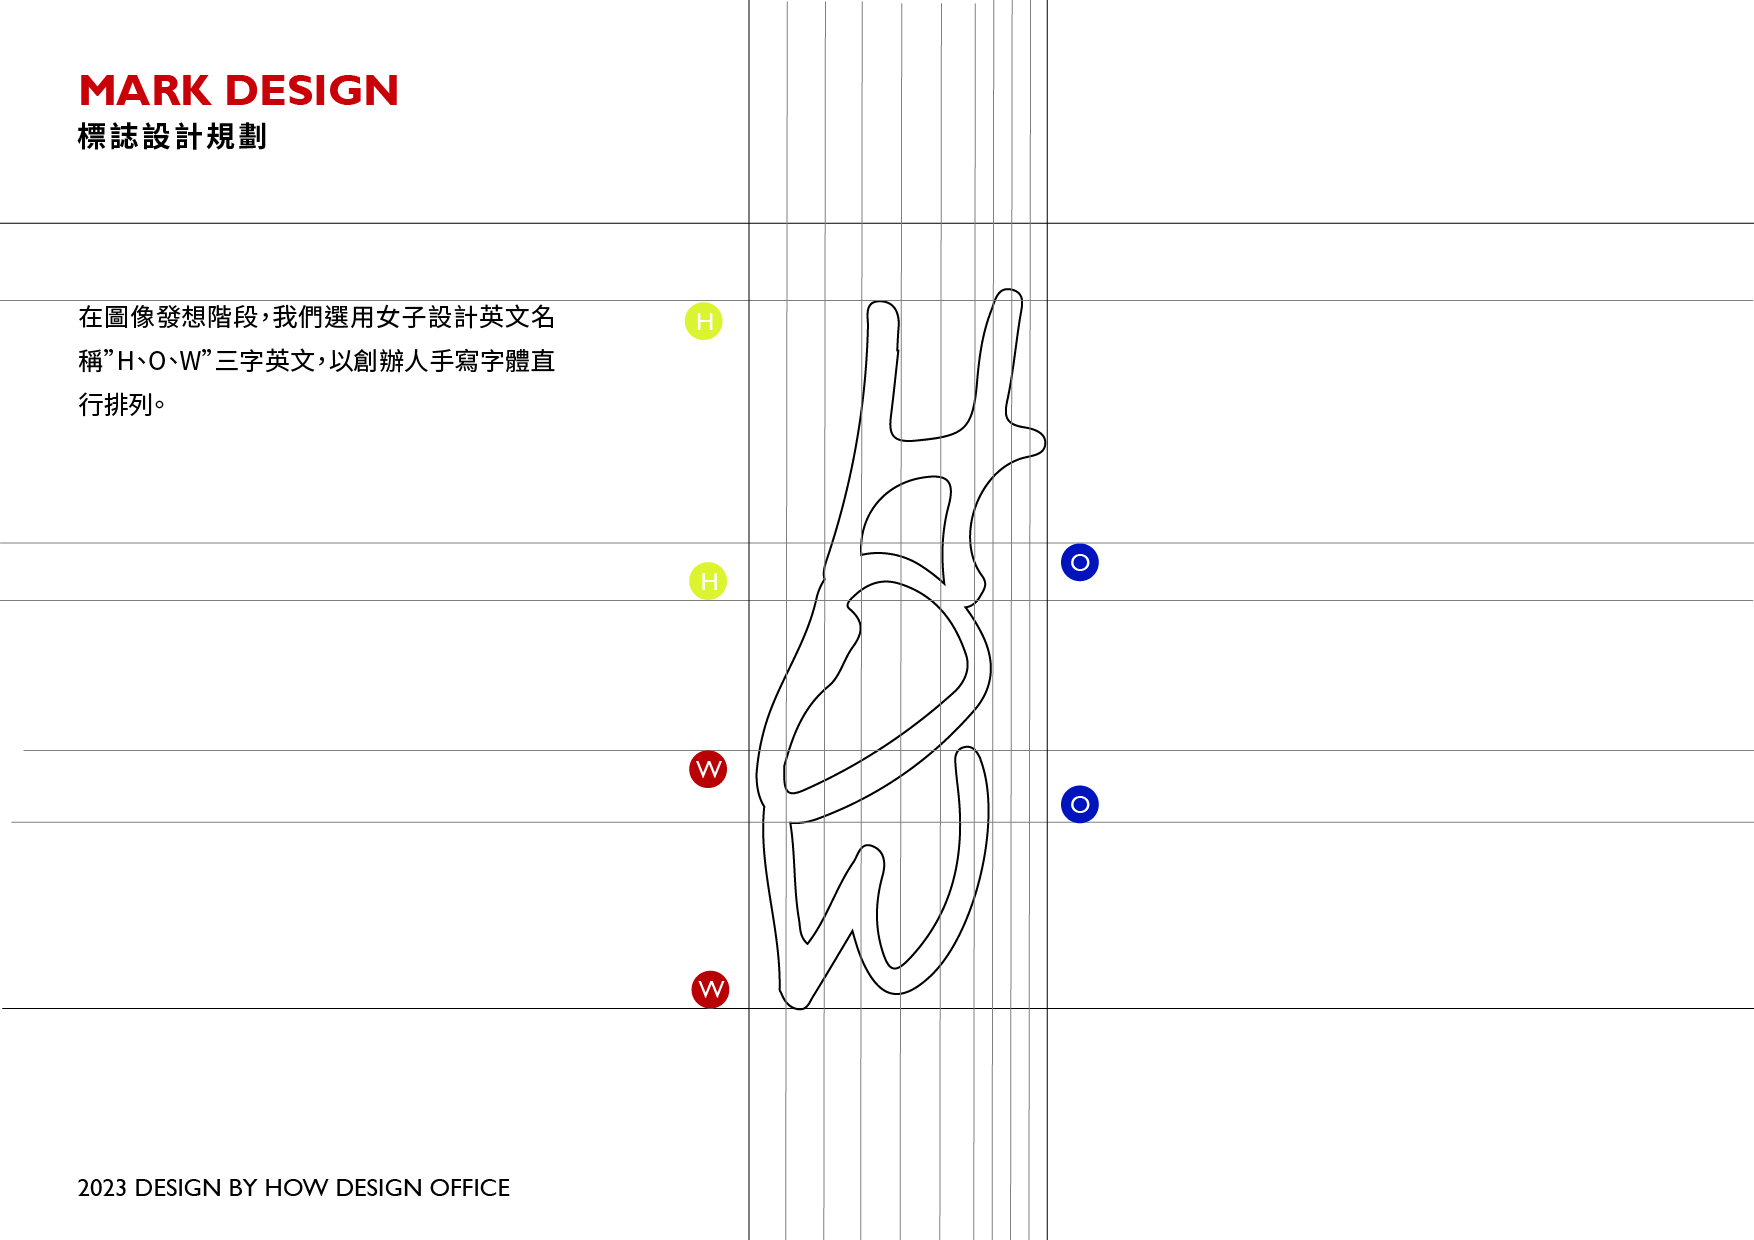 MARK DESIGN
標誌設計規劃
在圖像發想階段，我們選用女子設計英文名
稱”H、O、W”三字英文，以創辦人手寫字體直
行排列。
H
O
H
W
O
W
2023 DESIGN BY HOW DESIGN OFFICE